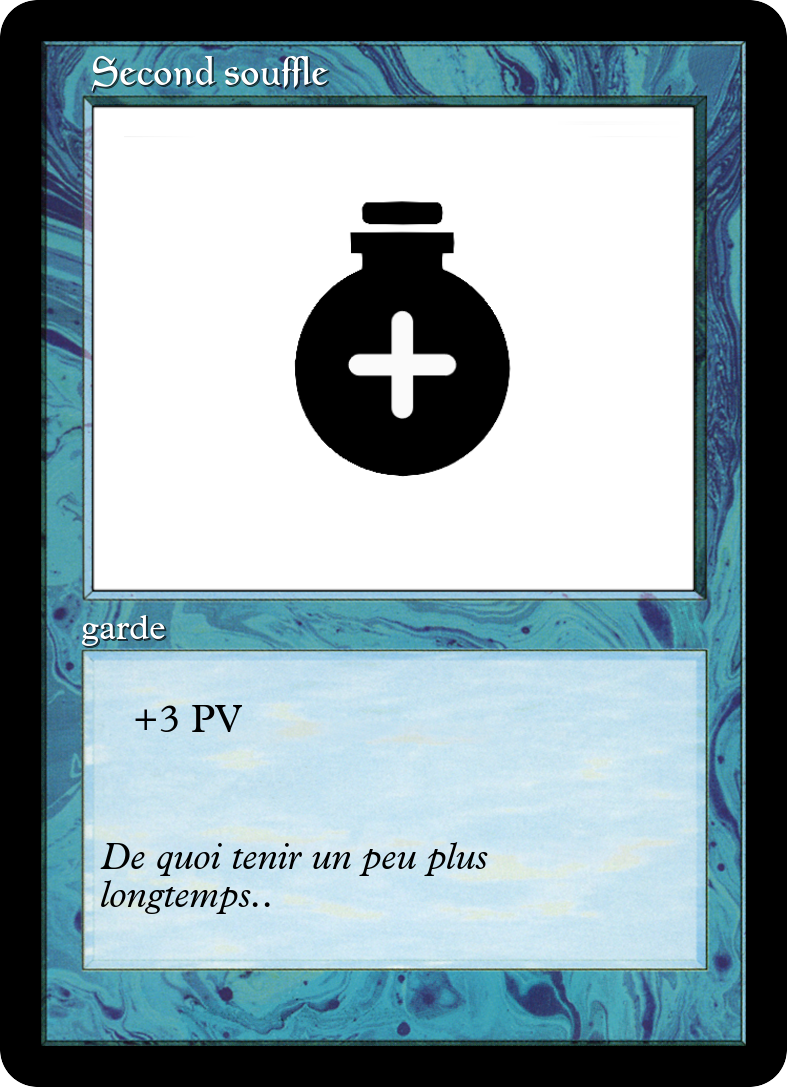 Second souffle
garde
+3 PV
De quoi tenir un peu plus
longtemps..